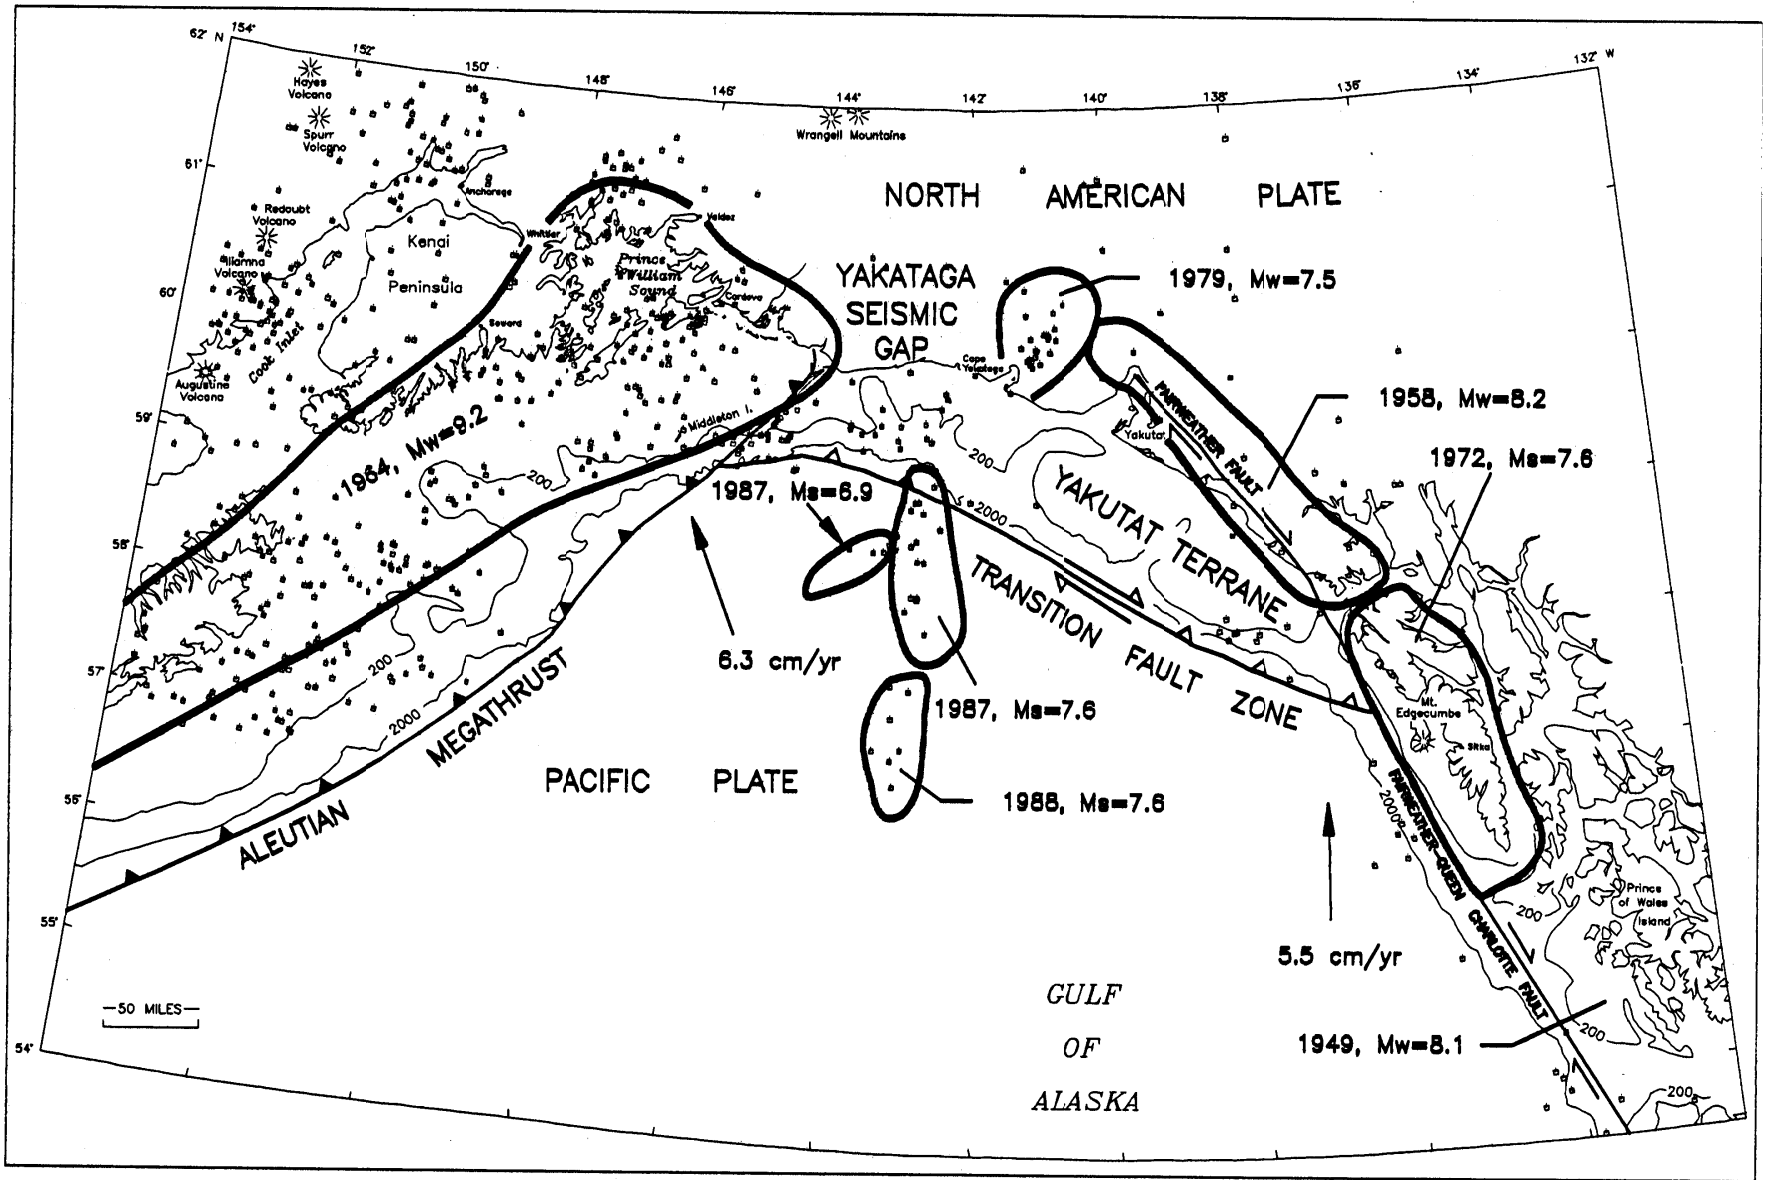 62° N
154°
152°
150°
148°
146°
144°
142°
140°
138°
136°
134°
132° W
61°
60°
59°
58°
57°
56°
55°
54°
Hayes
Volcano
Spurr
Volcano
Redoubt
Volcano
Iliamna
Volcano
Augustine
Volcano
Cook Inlet
Anchorage
Kenai
Peninsula
Whittier
Seward
Prince
William
Sound
Valdez
Cordova
Middleton I.
Wrangell Mountains
NORTH AMERICAN PLATE
YAKATAGA
SEISMIC
GAP
Cape
Yakataga
1979, Mw=7.5
1958, Mw=8.2
1972, Ms=7.6
FAIRWEATHER FAULT
Yakutat
1964, Mw=9.2
200
200
2000
1987, Ms=6.9
200
2000
YAKUTAT TERRANE
TRANSITION FAULT ZONE
6.3 cm/yr
1987, Ms=7.6
1988, Ms=7.6
MEGATHRUST
ALEUTIAN
PACIFIC PLATE
Mt.
Edgecumbe
Sitka
2000
FAIRWEATHER-QUEEN CHARLOTTE FAULT
Prince
of Wales
Island
200
5.5 cm/yr
1949, Mw=8.1
200
200
GULF
OF
ALASKA
50 MILES